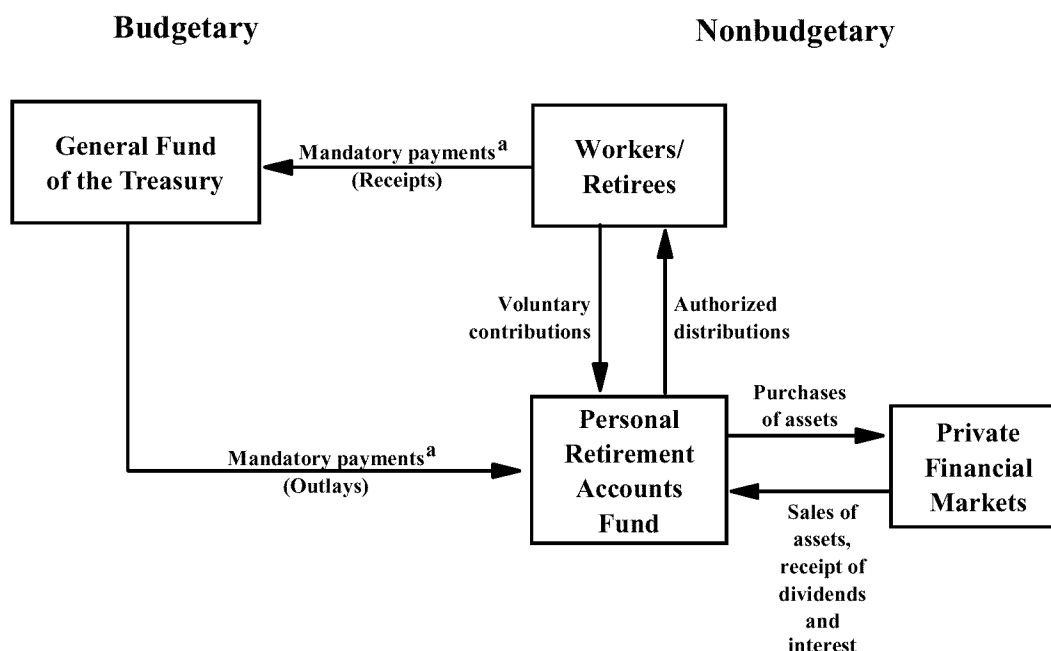 Budgetary
Nonbudgetary
General Fund
of the Treasury
Mandatory payments^a
(Receipts)
Workers/
Retirees
Voluntary
contributions
Authorized
distributions
Mandatory payments^a
(Outlays)
Personal
Retirement
Accounts
Fund
Purchases
of assets
Private
Financial
Markets
Sales of
assets,
receipt of
dividends
and
interest